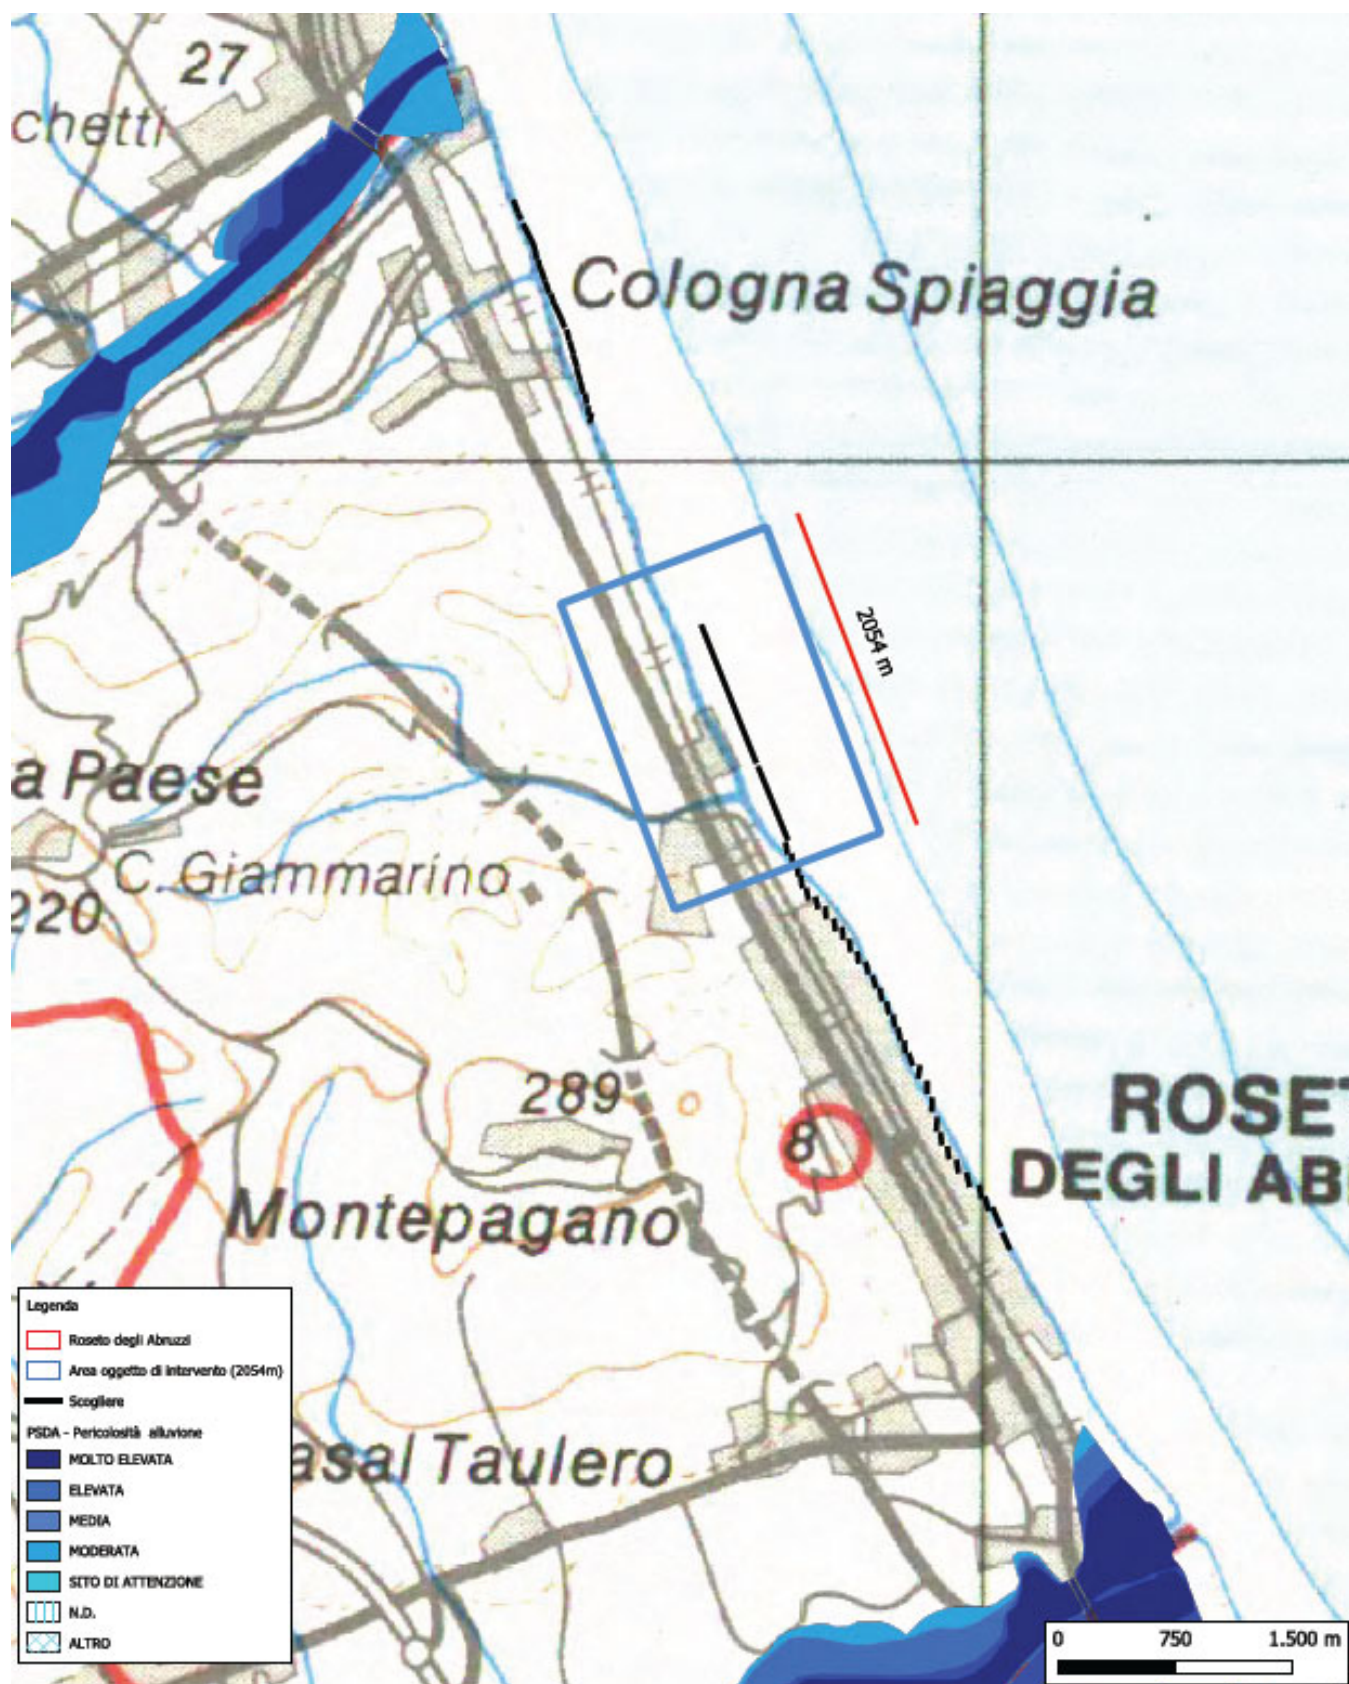 27
chetti
Cologna Spiaggia
2054 m
a Paese
C. Giammarino
220
289
8
ROSET
DEGLI AB
Montepagano
asal Taulero
Legenda
Roseto degli Abruzzi
Area oggetto di intervento (2054m)
Scogliere
PSDA - Pericolosità alluvione
MOLTO ELEVATA
ELEVATA
MEDIA
MODERATA
SITO DI ATTENZIONE
N.D.
ALTRO
0 750 1.500 m